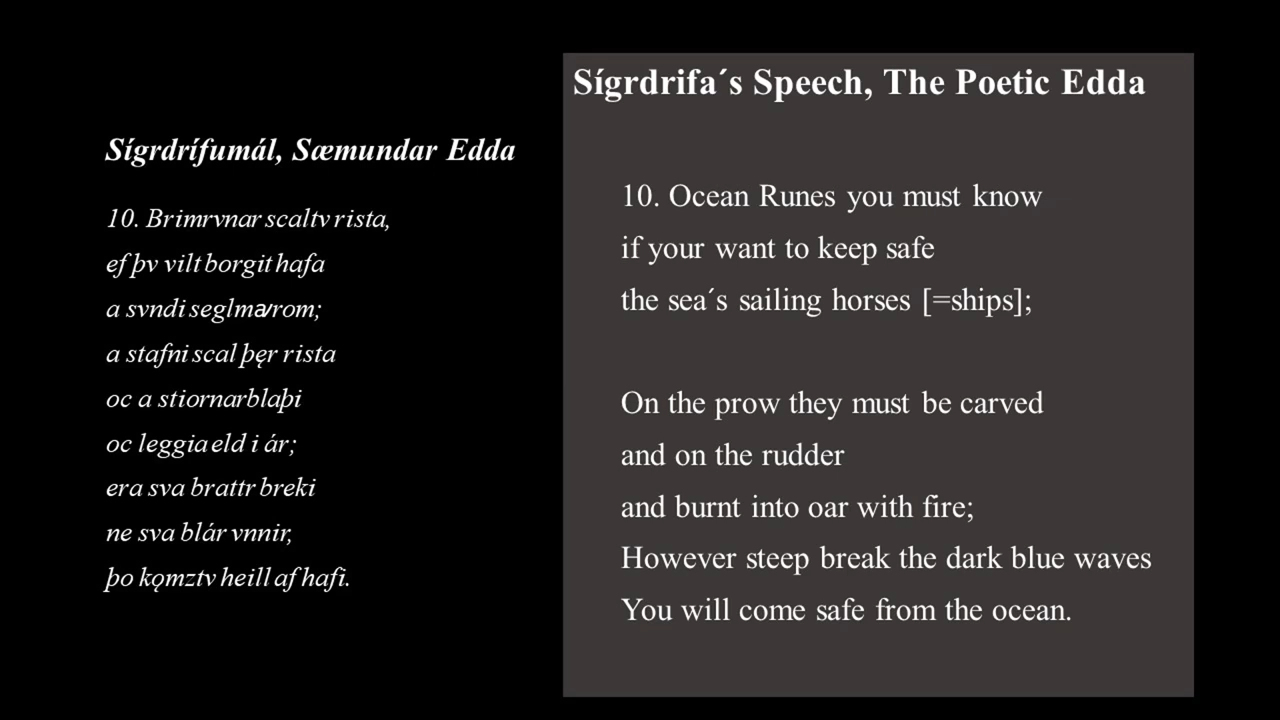 Sígrdrífumál, Sæmundar Edda
10. Brimrvnar scaltv rista,
ef þv vilt borgit hafa
a svndi seglmꜹrom;
a stafni scal þęr rista
oc a stiornarblaþi
oc leggia eld i ár;
era sva brattr breki
ne sva blár vnnir,
þo kǫmztv heill af hafi.
Sígrdrifa´s Speech, The Poetic Edda
10. Ocean Runes you must know
if your want to keep safe
the sea´s sailing horses [=ships];
On the prow they must be carved
and on the rudder
and burnt into oar with fire;
However steep break the dark blue waves
You will come safe from the ocean.